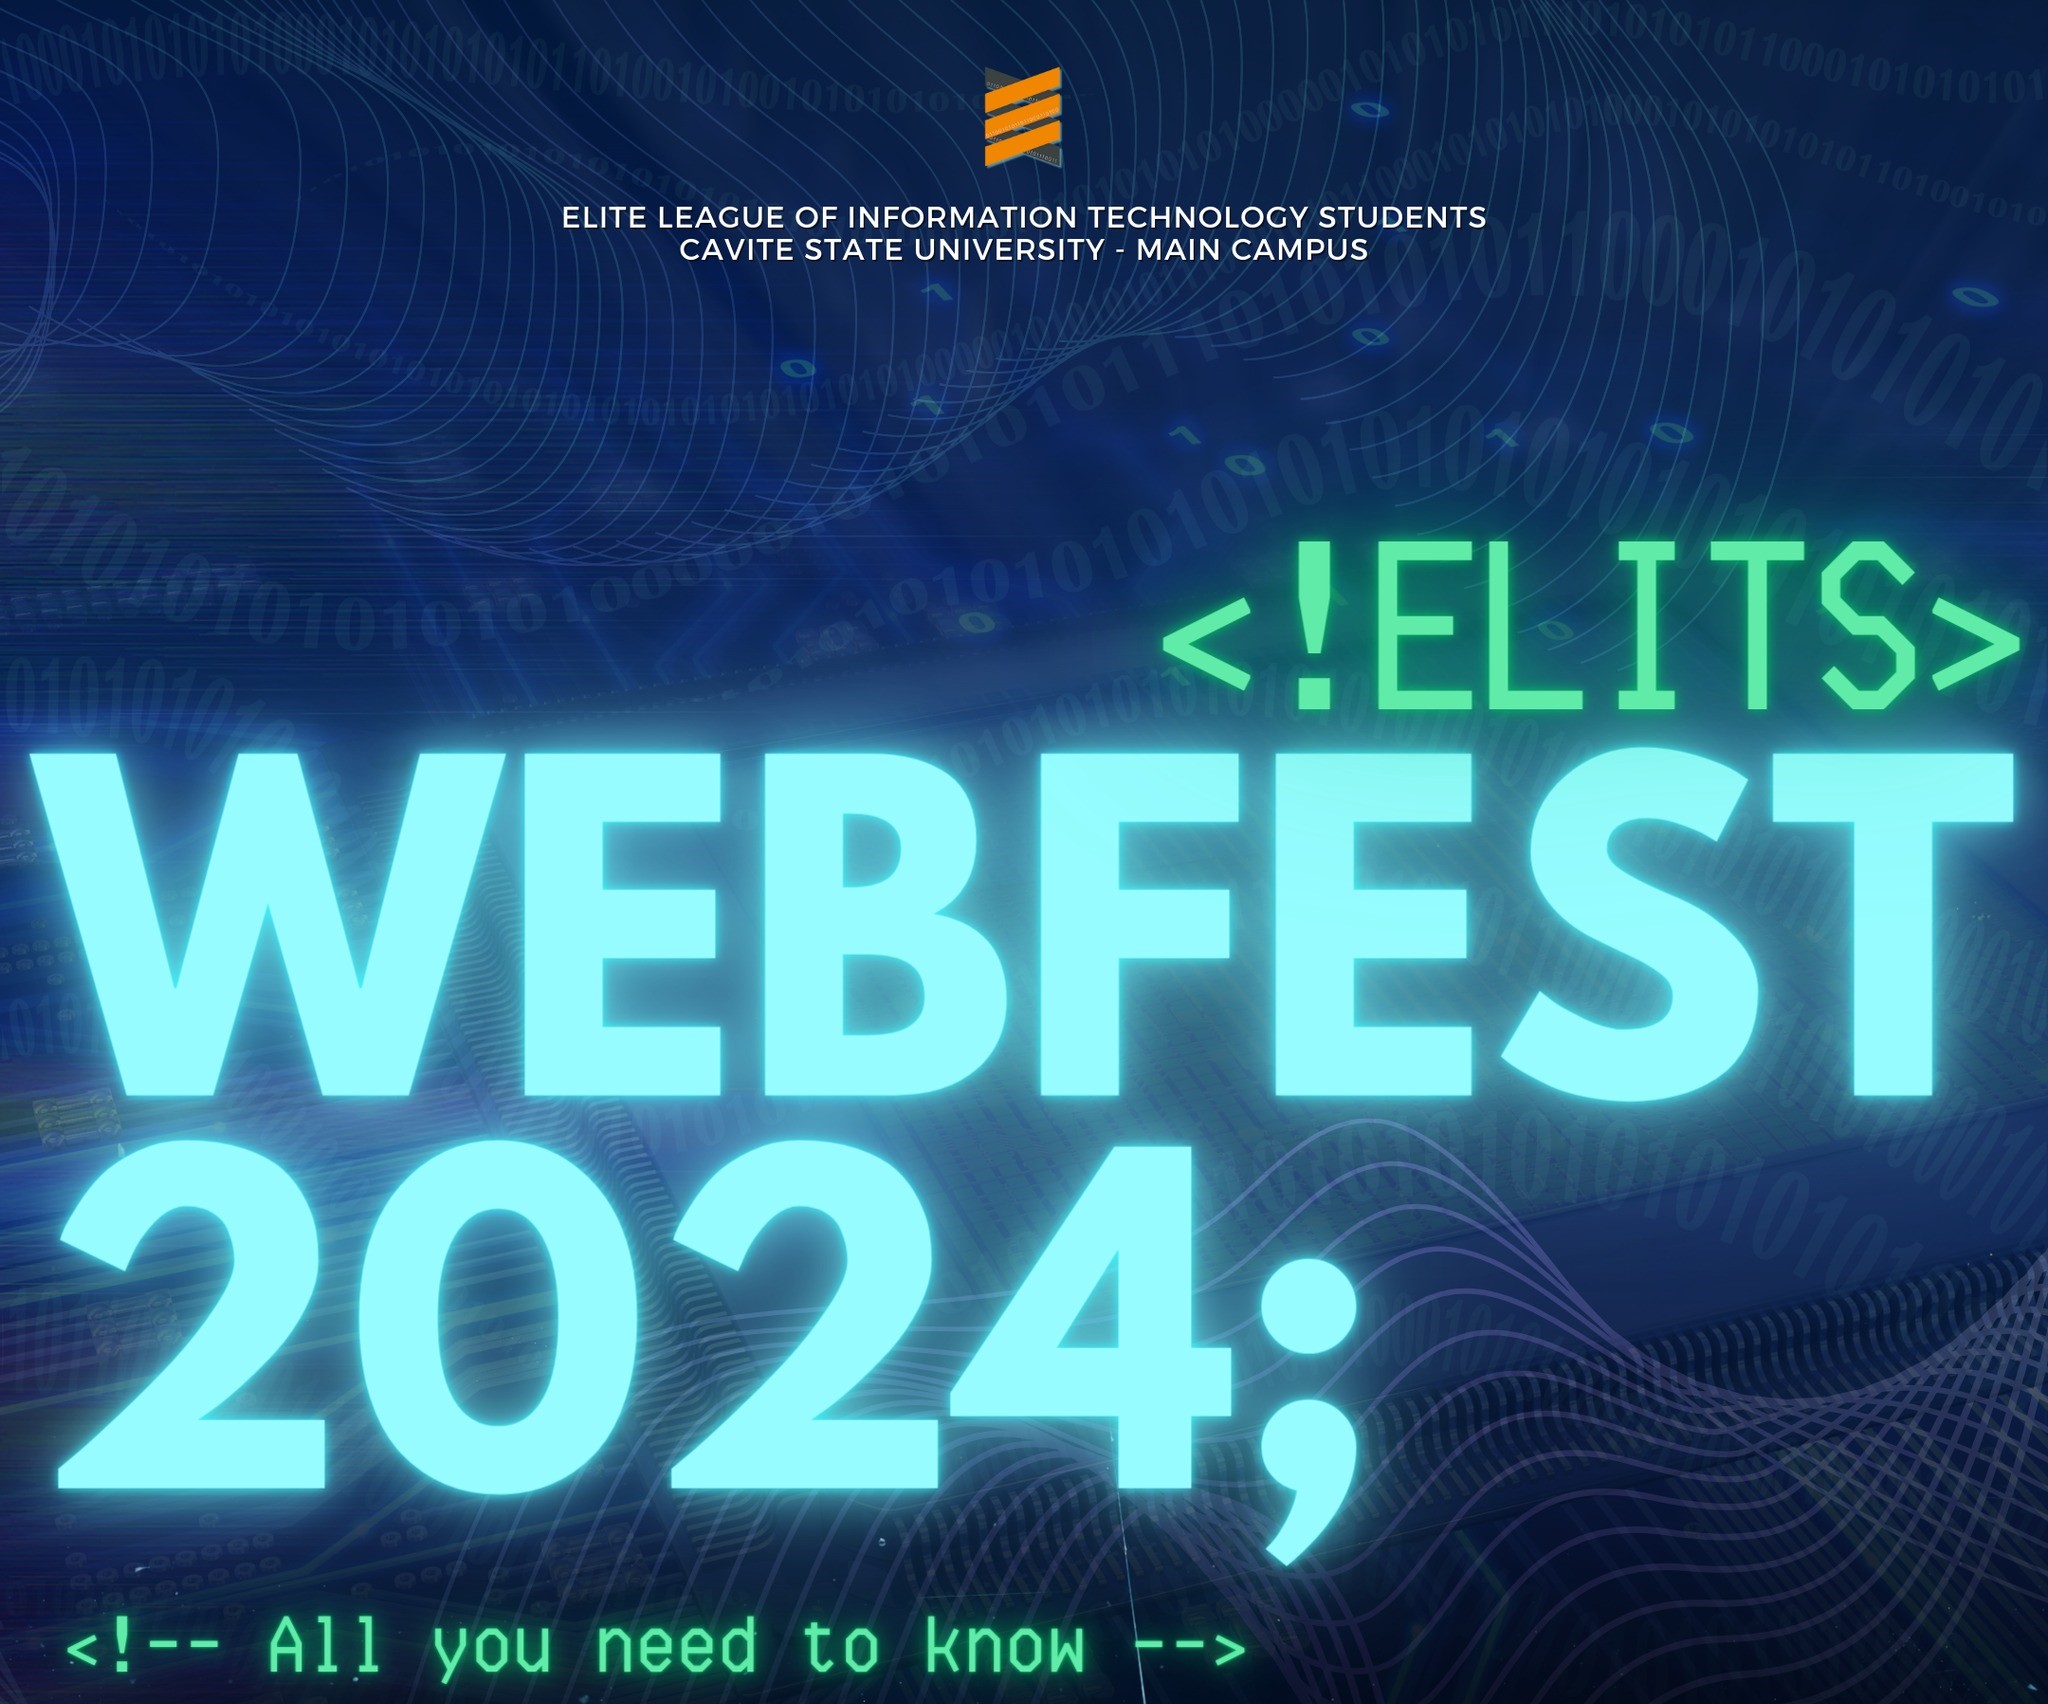 ELITE LEAGUE OF INFORMATION TECHNOLOGY STUDENTS
CAVITE STATE UNIVERSITY - MAIN CAMPUS
<!ELITS>
WEBFEST
2024;
<!-- All you need to know -->